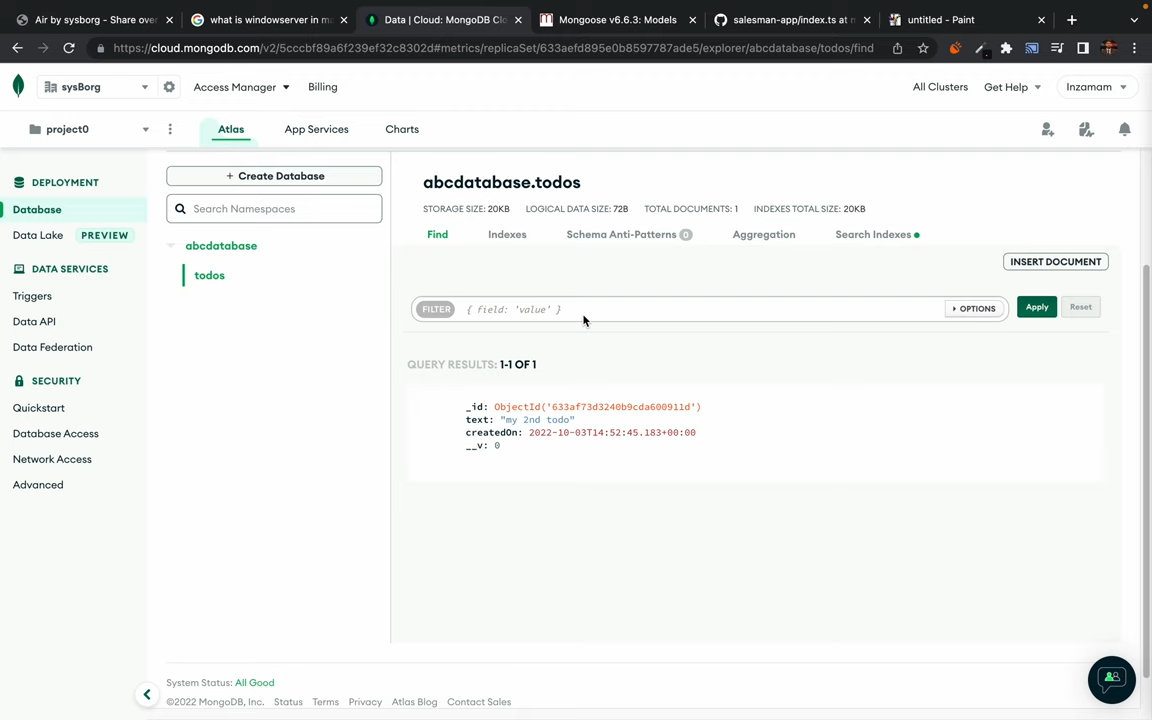 Air by sysborg - Share over
what is windowserver in m
Data | Cloud: MongoDB Clo
Mongoose v6.6.3: Models
salesman-app/index.ts at m
untitled - Paint
https://cloud.mongodb.com/v2/5cccbf89a6f239ef32c8302d#metrics/replicaSet/633aefd895e0b8597787ade5/explorer/abcdatabase/todos/find
sysBorg
Access Manager
Billing
All Clusters
Get Help
Inzamam
project0
Atlas
App Services
Charts
DEPLOYMENT
Database
Data Lake
PREVIEW
DATA SERVICES
Triggers
Data API
Data Federation
SECURITY
Quickstart
Database Access
Network Access
Advanced
+ Create Database
Search Namespaces
abcdatabase
todos
abcdatabase.todos
STORAGE SIZE: 20KB LOGICAL DATA SIZE: 72B TOTAL DOCUMENTS: 1 INDEXES TOTAL SIZE: 20KB
Find
Indexes
Schema Anti-Patterns 0
Aggregation
Search Indexes
INSERT DOCUMENT
FILTER { field: 'value' }
OPTIONS
Apply
Reset
QUERY RESULTS: 1-1 OF 1
_id: ObjectId('633af73d3240b9cda600911d')
text: "my 2nd todo"
createdOn: 2022-10-03T14:52:45.183+00:00
__v: 0
System Status: All Good
©2022 MongoDB, Inc. Status Terms Privacy Atlas Blog Contact Sales